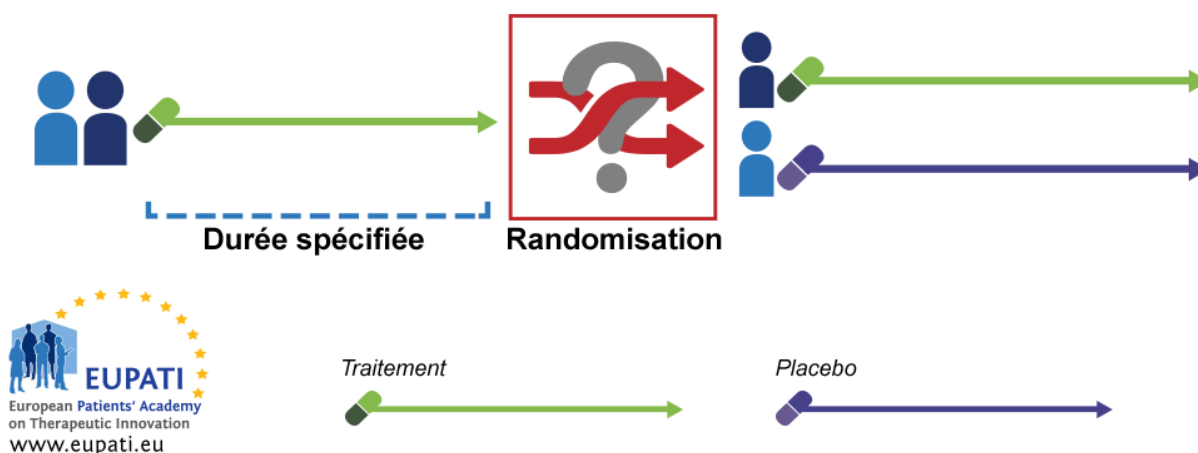 Durée spécifiée
Randomisation
EUPATI
European Patients' Academy
on Therapeutic Innovation
www.eupati.eu
Traitement
Placebo